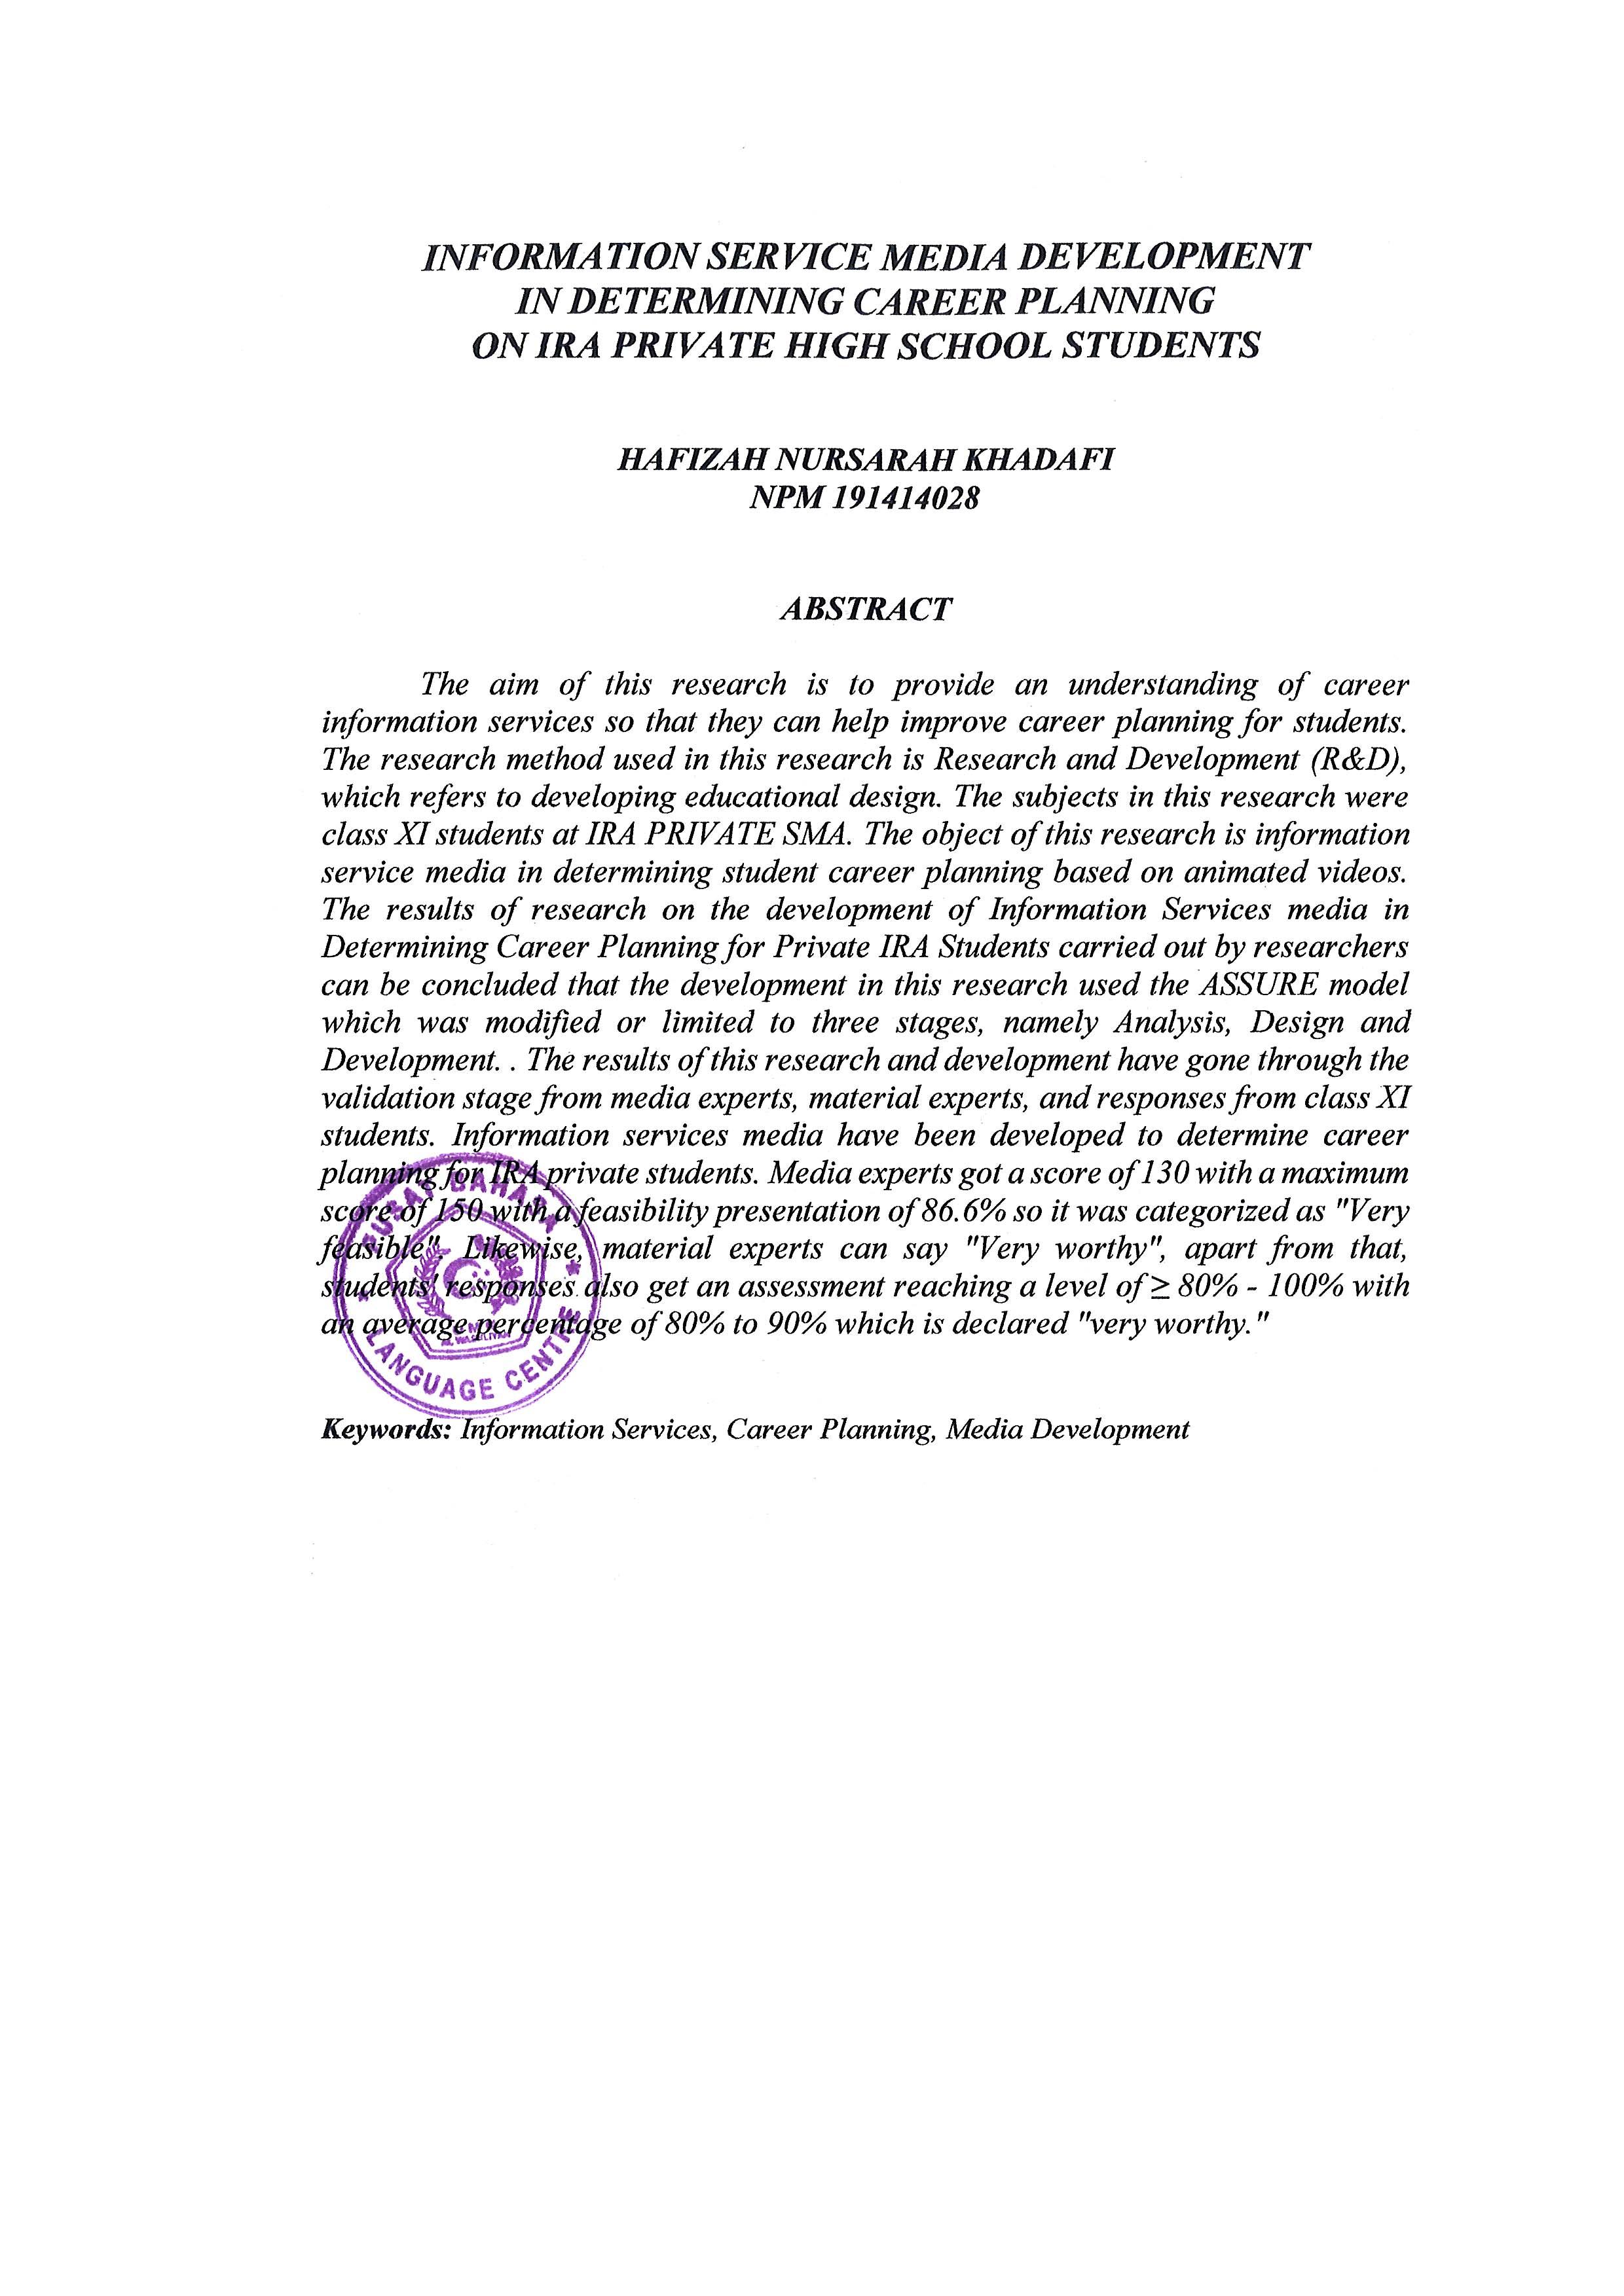 INFORMATION SERVICE MEDIA DEVELOPMENT
IN DETERMINING CAREER PLANNING
ON IRA PRIVATE HIGH SCHOOL STUDENTS
HAFIZAH NURSARAH KHADAFI
NPM 191414028
ABSTRACT
The aim of this research is to provide an understanding of career
information services so that they can help improve career planning for students.
The research method used in this research is Research and Development (R&D),
which refers to developing educational design. The subjects in this research were
class XI students at IRA PRIVATE SMA. The object of this research is information
service media in determining student career planning based on animated videos.
The results of research on the development of Information Services media in
Determining Career Planning for Private IRA Students carried out by researchers
can be concluded that the development in this research used the ASSURE model
which was modified or limited to three stages, namely Analysis, Design and
Development. . The results of this research and development have gone through the
validation stage from media experts, material experts, and responses from class XI
students. Information services media have been developed to determine career
planning for IRA private students. Media experts got a score of 130 with a maximum
score of 150 with a feasibility presentation of 86.6% so it was categorized as "Very
feasible". Likewise, material experts can say "Very worthy", apart from that,
students' responses also get an assessment reaching a level of ≥ 80% - 100% with
an average percentage of 80% to 90% which is declared "very worthy."
PUSAT BAHASA
LANGUAGE CENTRE
Keywords: Information Services, Career Planning, Media Development